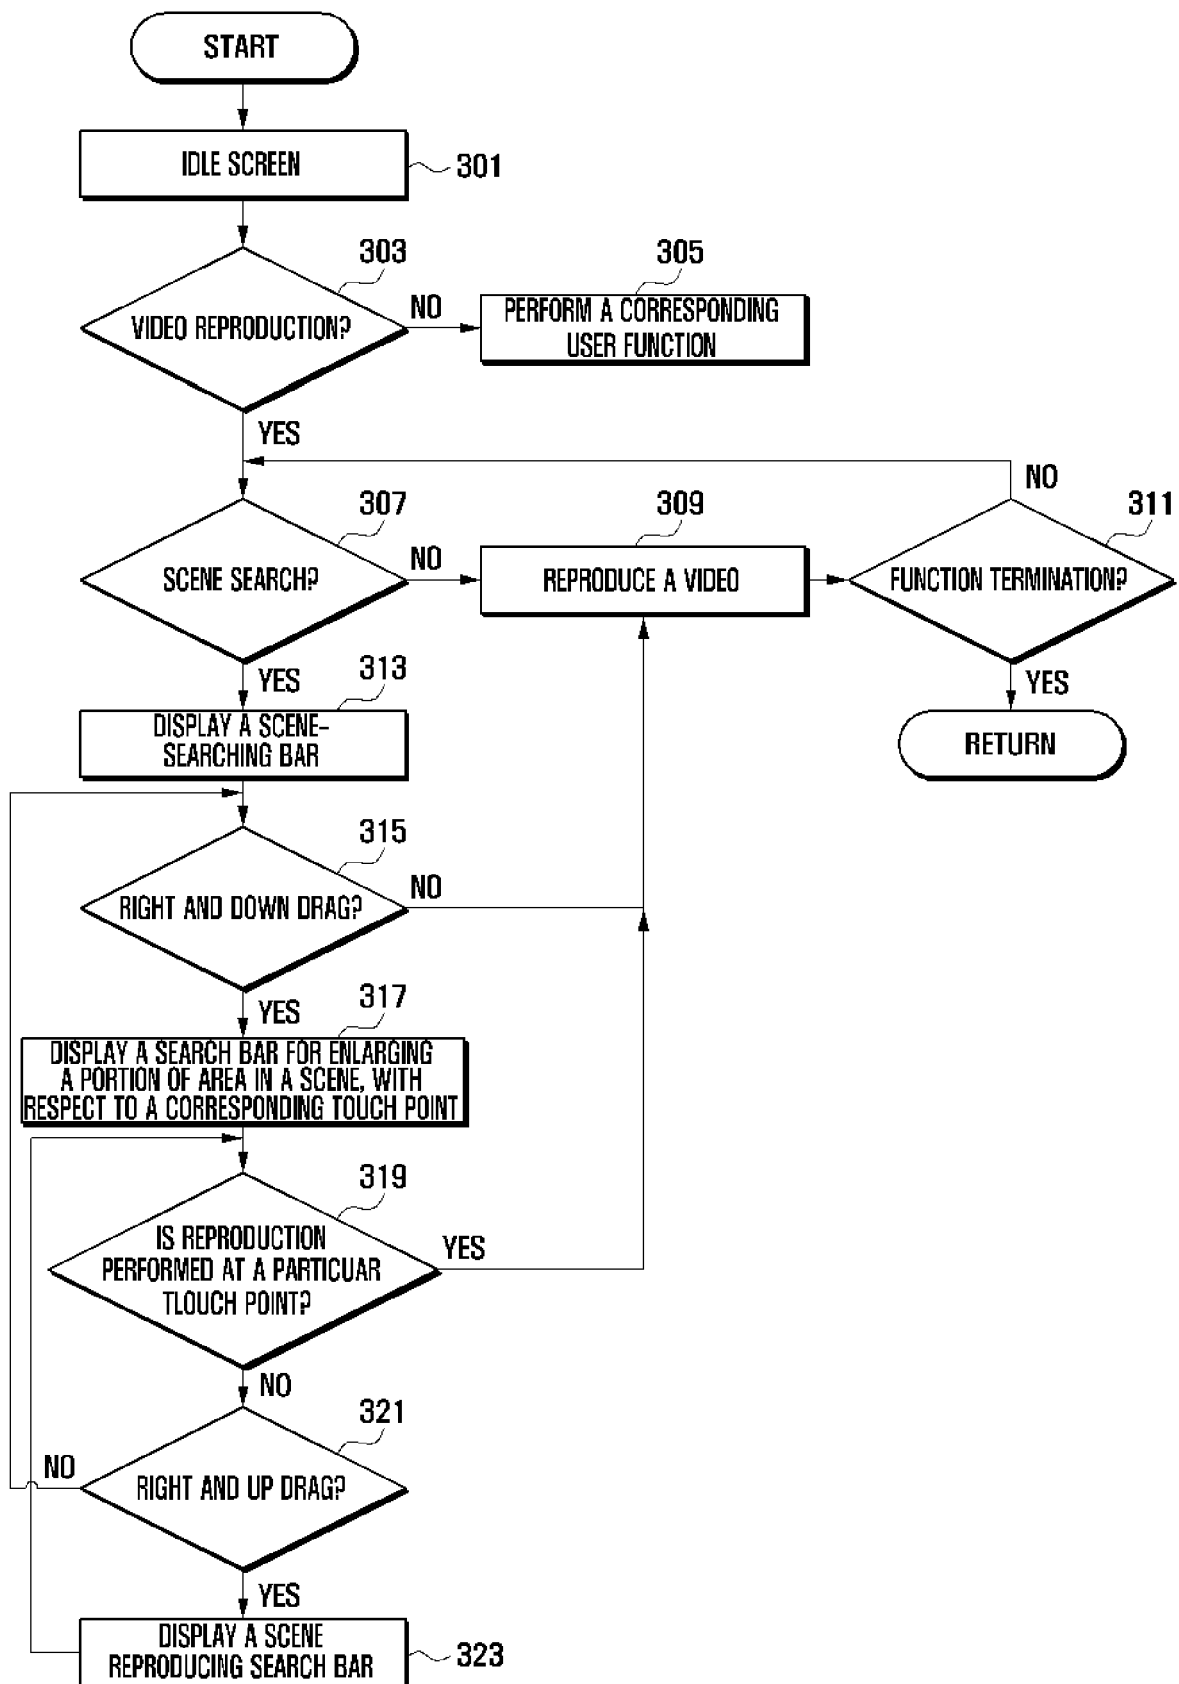 START
IDLE SCREEN
301
303
VIDEO REPRODUCTION?
NO
305
PERFORM A CORRESPONDING
USER FUNCTION
YES
NO
307
SCENE SEARCH?
NO
309
REPRODUCE A VIDEO
311
FUNCTION TERMINATION?
YES
YES
RETURN
313
DISPLAY A SCENE-
SEARCHING BAR
315
RIGHT AND DOWN DRAG?
NO
YES
317
DISPLAY A SEARCH BAR FOR ENLARGING
A PORTION OF AREA IN A SCENE, WITH
RESPECT TO A CORRESPONDING TOUCH POINT
319
IS REPRODUCTION
PERFORMED AT A PARTICUAR
TLOUCH POINT?
YES
NO
321
NO
RIGHT AND UP DRAG?
YES
DISPLAY A SCENE
REPRODUCING SEARCH BAR
323